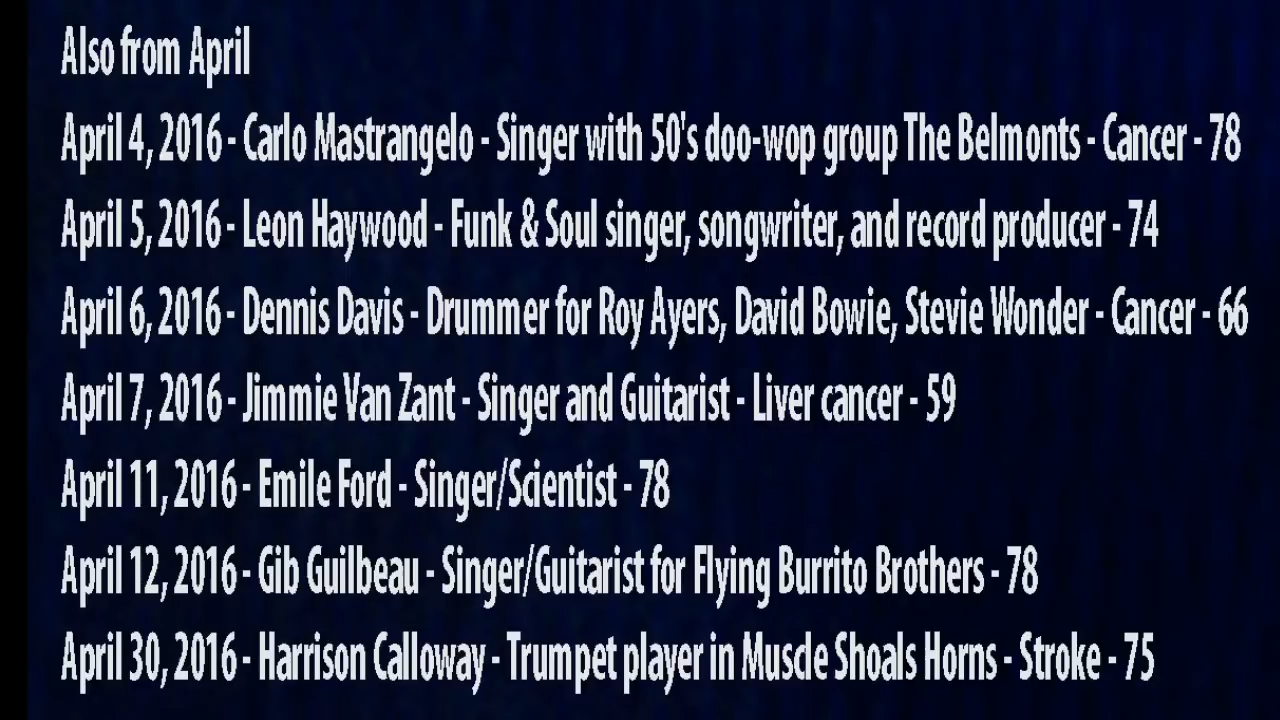 Also from April
April 4, 2016 - Carlo Mastrangelo - Singer with 50's doo-wop group The Belmonts - Cancer - 78
April 5, 2016 - Leon Haywood - Funk & Soul singer, songwriter, and record producer - 74
April 6, 2016 - Dennis Davis - Drummer for Roy Ayers, David Bowie, Stevie Wonder - Cancer - 66
April 7, 2016 - Jimmie Van Zant - Singer and Guitarist - Liver cancer - 59
April 11, 2016 - Emile Ford - Singer/Scientist - 78
April 12, 2016 - Gib Guilbeau - Singer/Guitarist for Flying Burrito Brothers - 78
April 30, 2016 - Harrison Calloway - Trumpet player in Muscle Shoals Horns - Stroke - 75